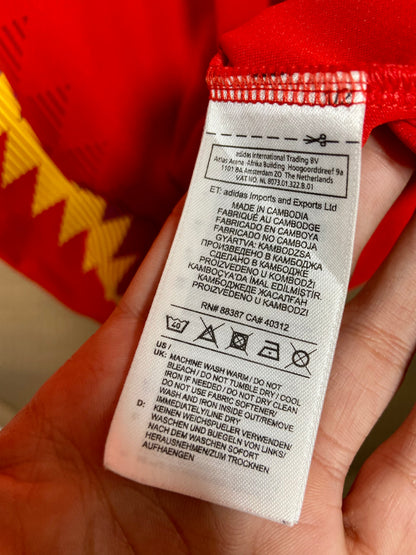 adidas International Trading BV
Atlas Arena -Afrika Building Hoogoorddreef 9a
1101 BA Amsterdam ZO The Netherlands
VAT NO. NL 8073.01.322.B.01
ET: adidas Imports and Exports Ltd
MADE IN CAMBODIA
FABRIQUÉ AU CAMBODGE
FABRICADO EN CAMBOYA
FABRICADO NO CAMBOJA
GYÁRTVA: KAMBODZSA
ПРОИЗВЕДЕНО В КАМБОДЖА
СДЕЛАНО В КАМБОДЖЕ
PROIZVEDENO U KAMBODŽI
KAMBOÇYA'DA İMAL EDİLMİŞTİR.
КАМБОДЖЕДЕ ЖАСАЛҒАН
RN# 88387 CA# 40312
40
US /
UK: MACHINE WASH WARM / DO NOT
BLEACH / DO NOT TUMBLE DRY / COOL
IRON IF NEEDED / DO NOT DRY CLEAN
DO NOT USE FABRIC SOFTENER/
WASH AND IRON INSIDE OUT/REMOVE
IMMEDIATELY/LINE DRY
D: KEINEN WEICHSPUELER VERWENDEN/
WASCHEN UND BUEGELN VON LINKS/
NACH DEM WASCHEN SOFORT
AUFHAENGEN/ZUM TROCKNEN
AUFHAENGEN